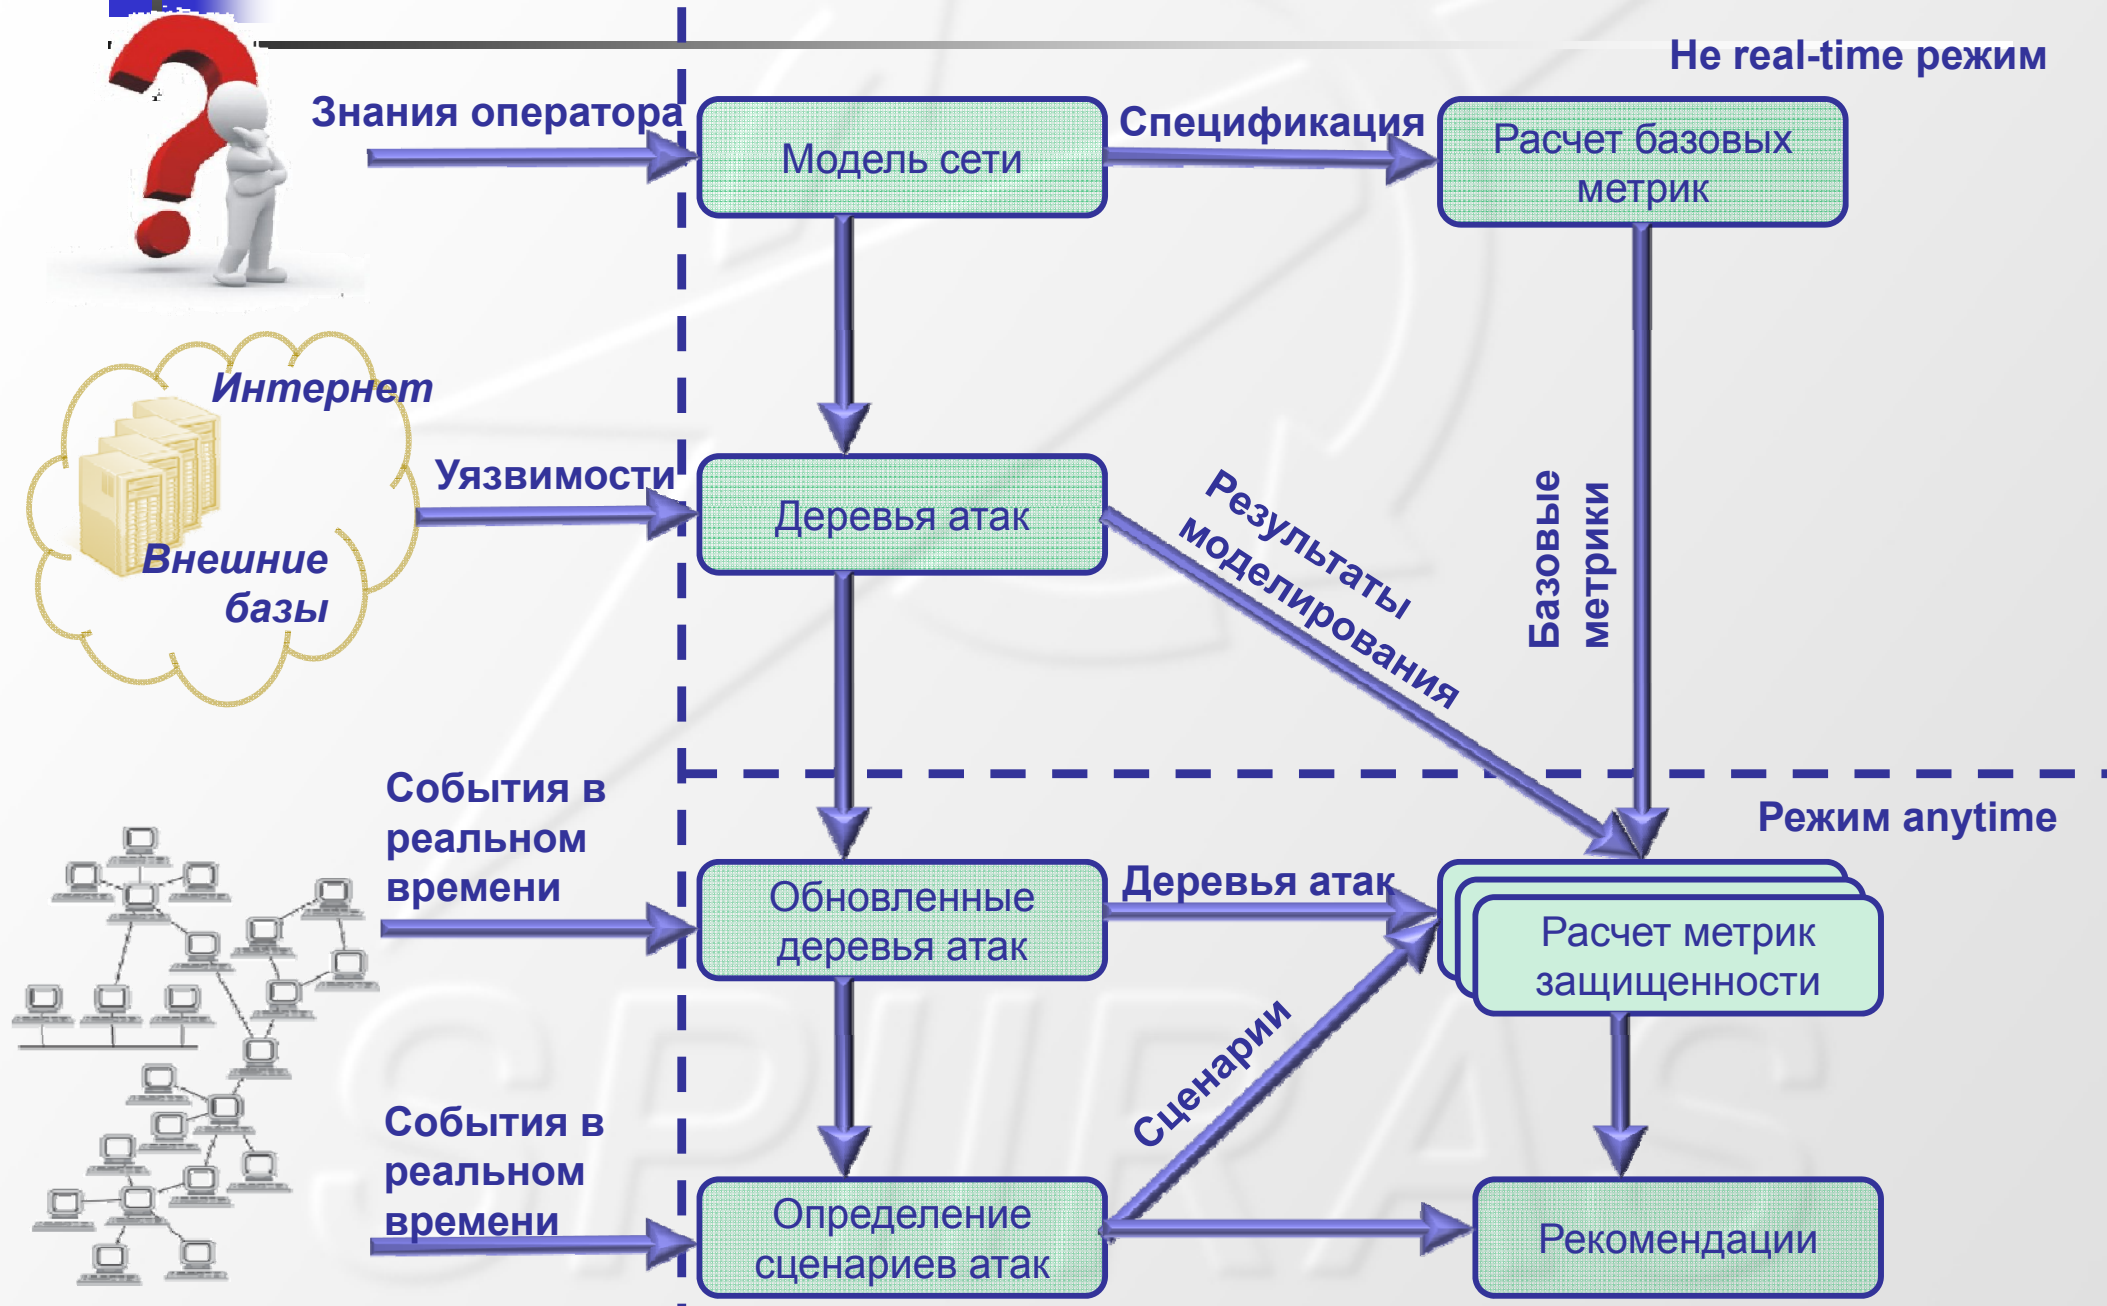 Не real-time режим
Знания оператора
Модель сети
Спецификация
Расчет базовых
метрик
Интернет
Внешние
базы
Уязвимости
Деревья атак
Результаты
моделирования
Базовые
метрики
Режим anytime
События в
реальном
времени
Обновленные
деревья атак
Деревья атак
Расчет метрик
защищенности
Сценарии
События в
реальном
времени
Определение
сценариев атак
Рекомендации
SPIIRAS